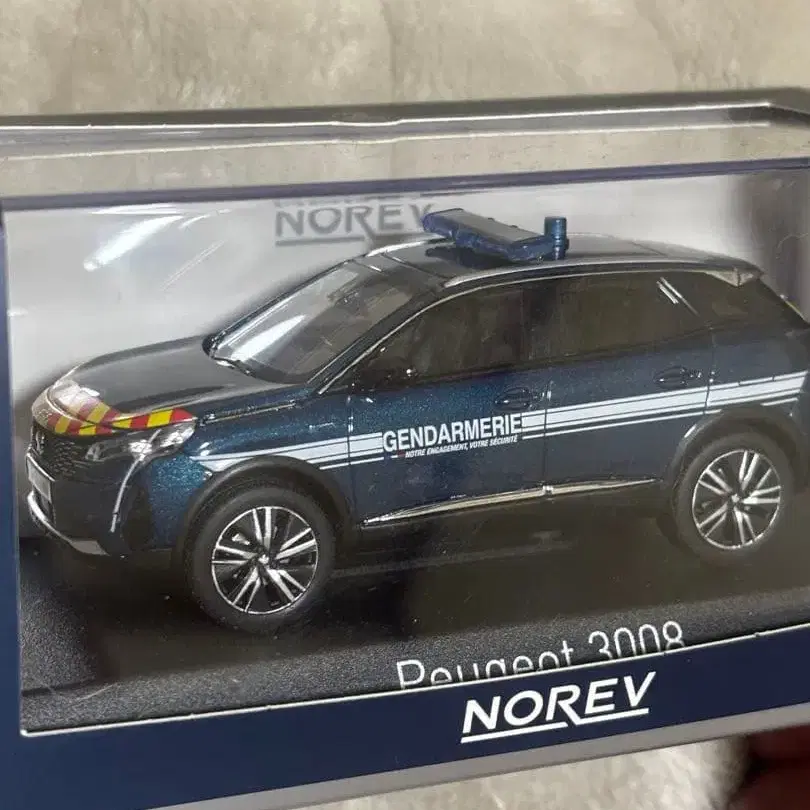 NOREV
GENDARMERIE
NOTRE ENGAGEMENT, VOTRE SÉCURITÉ
Peugeot 3008
NOREV